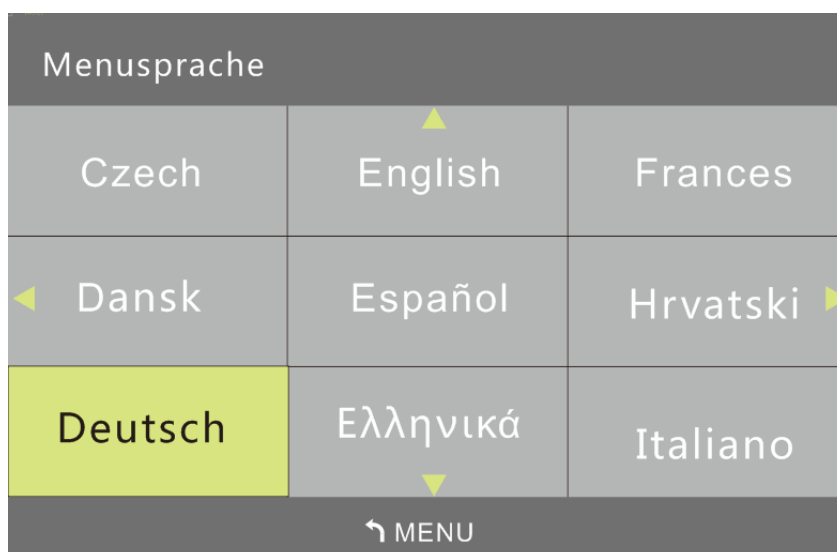 Menusprache
Czech English Frances
Dansk Español Hrvatski
Deutsch Ελληνικά Italiano
MENU